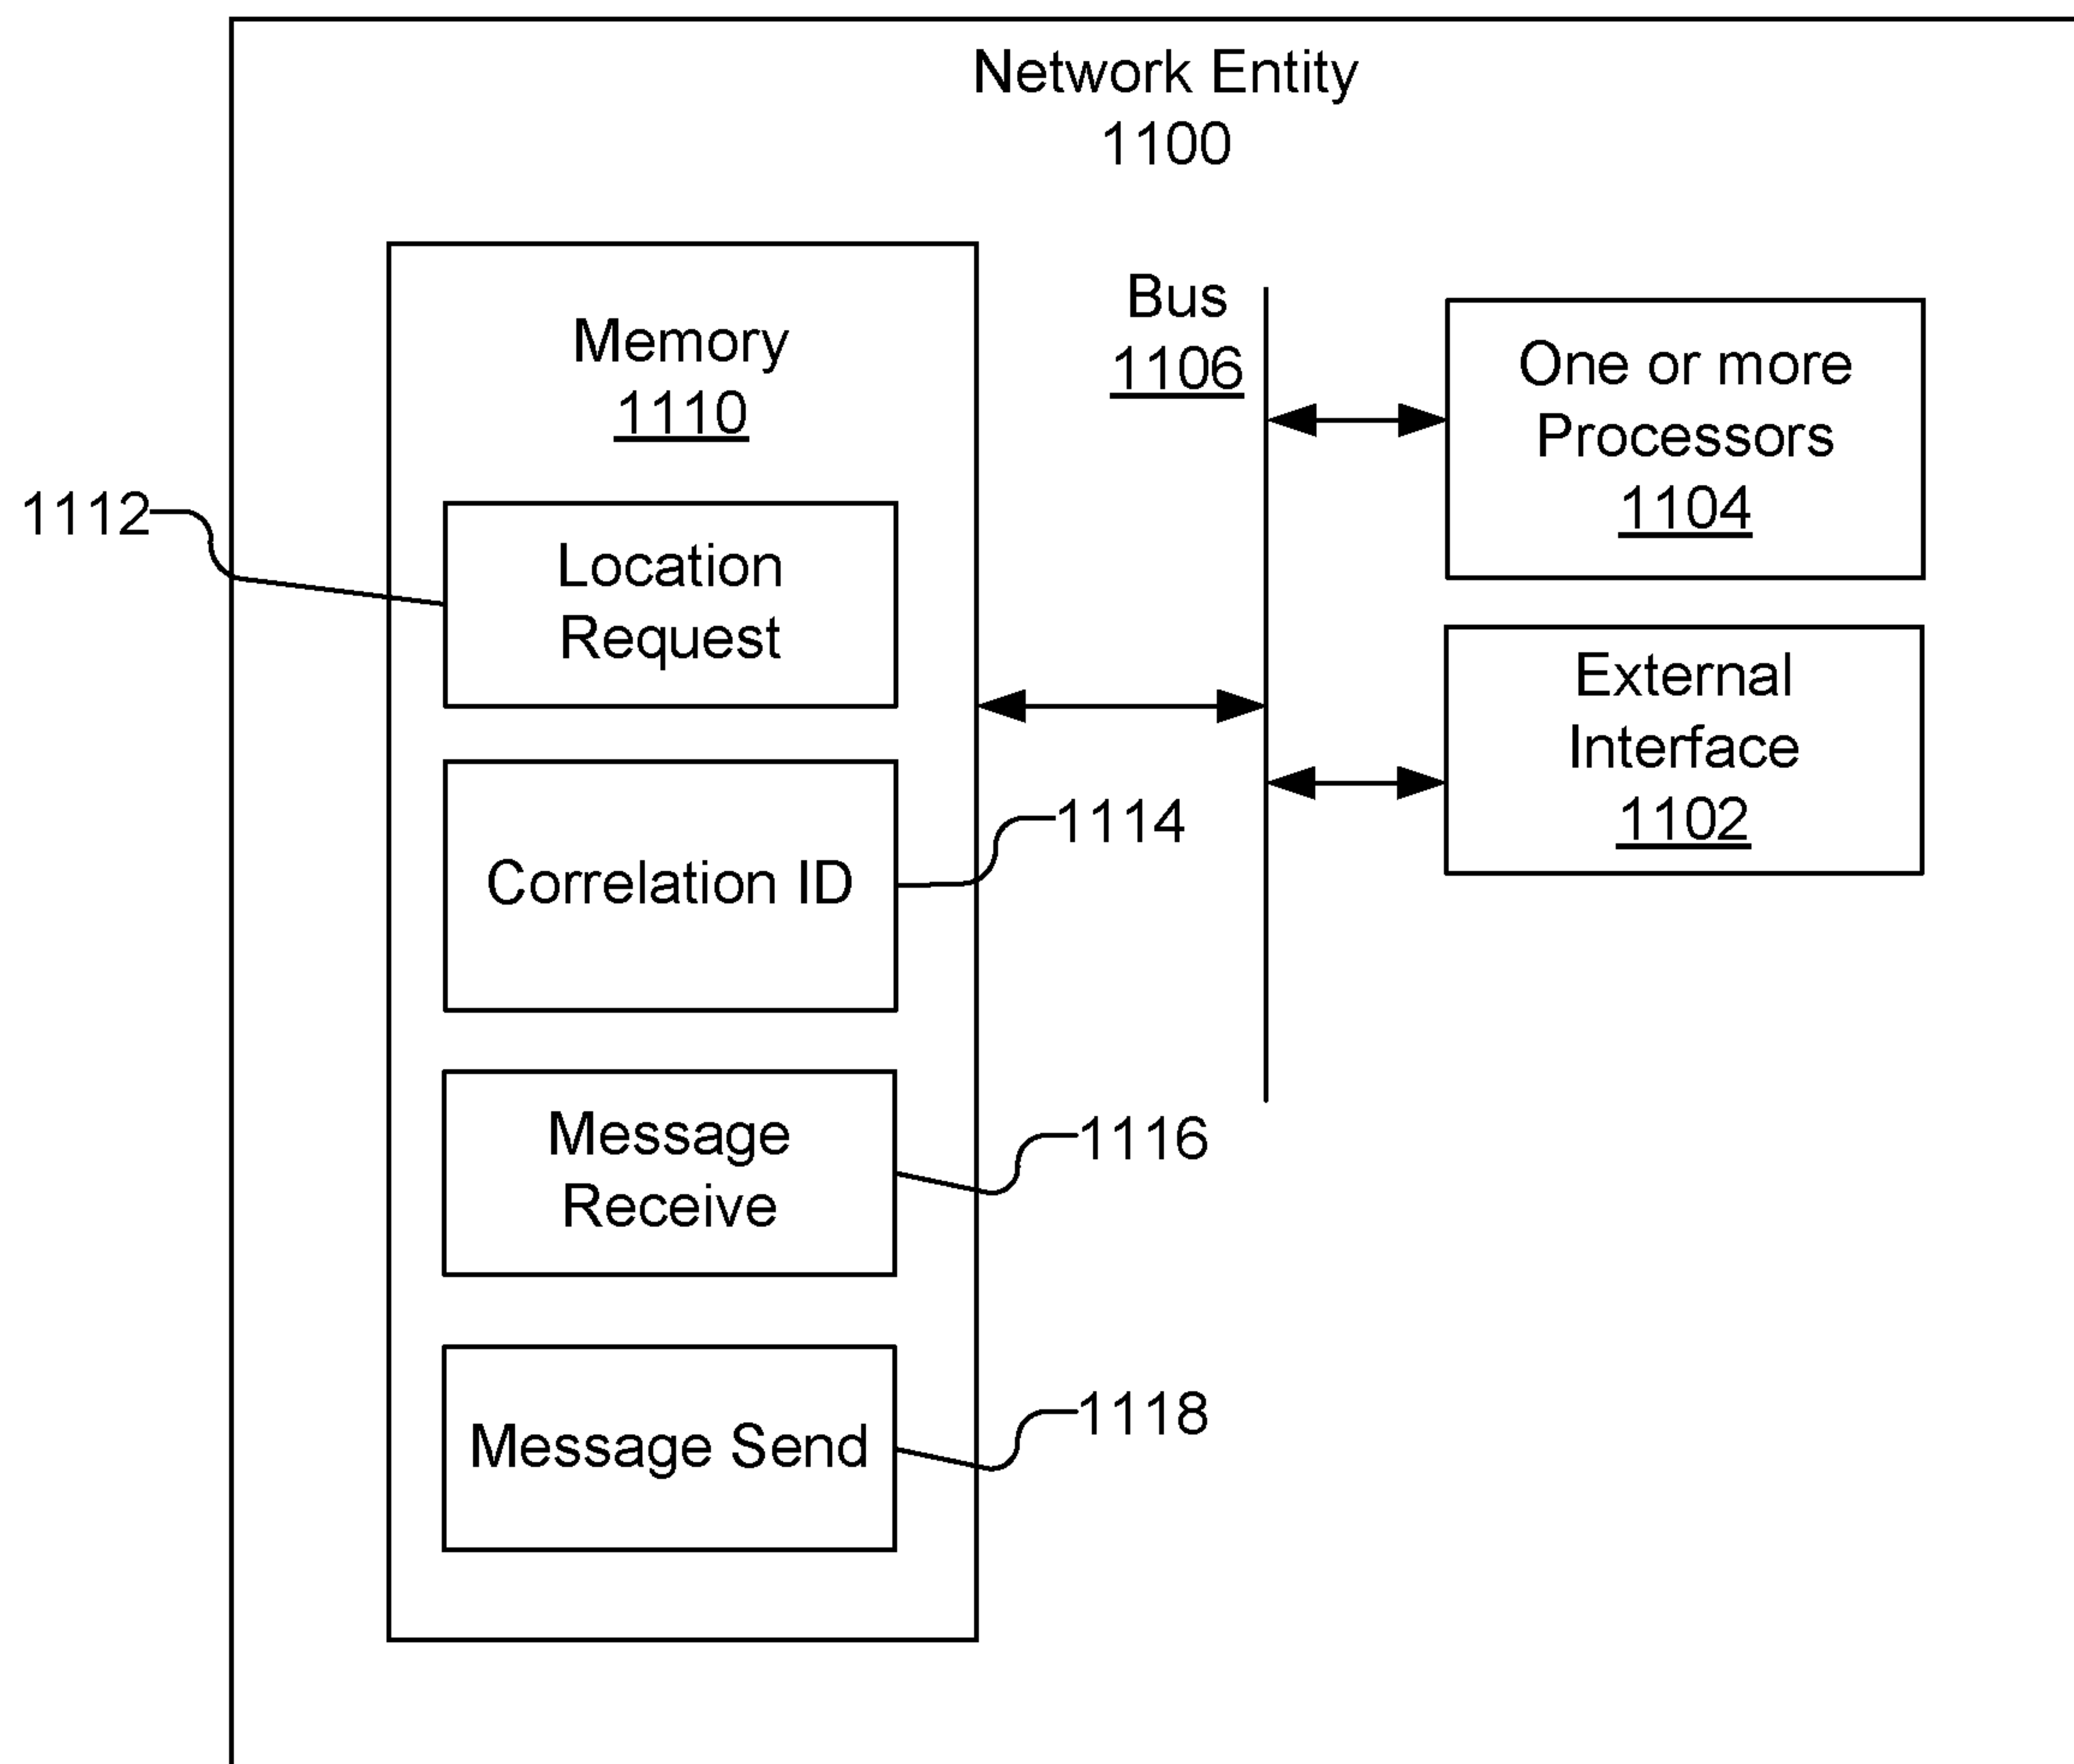 Network Entity
1100
Memory
1110
1112
Location
Request
Correlation ID
1114
Message
Receive
1116
Message Send
1118
Bus
1106
One or more
Processors
1104
External
Interface
1102